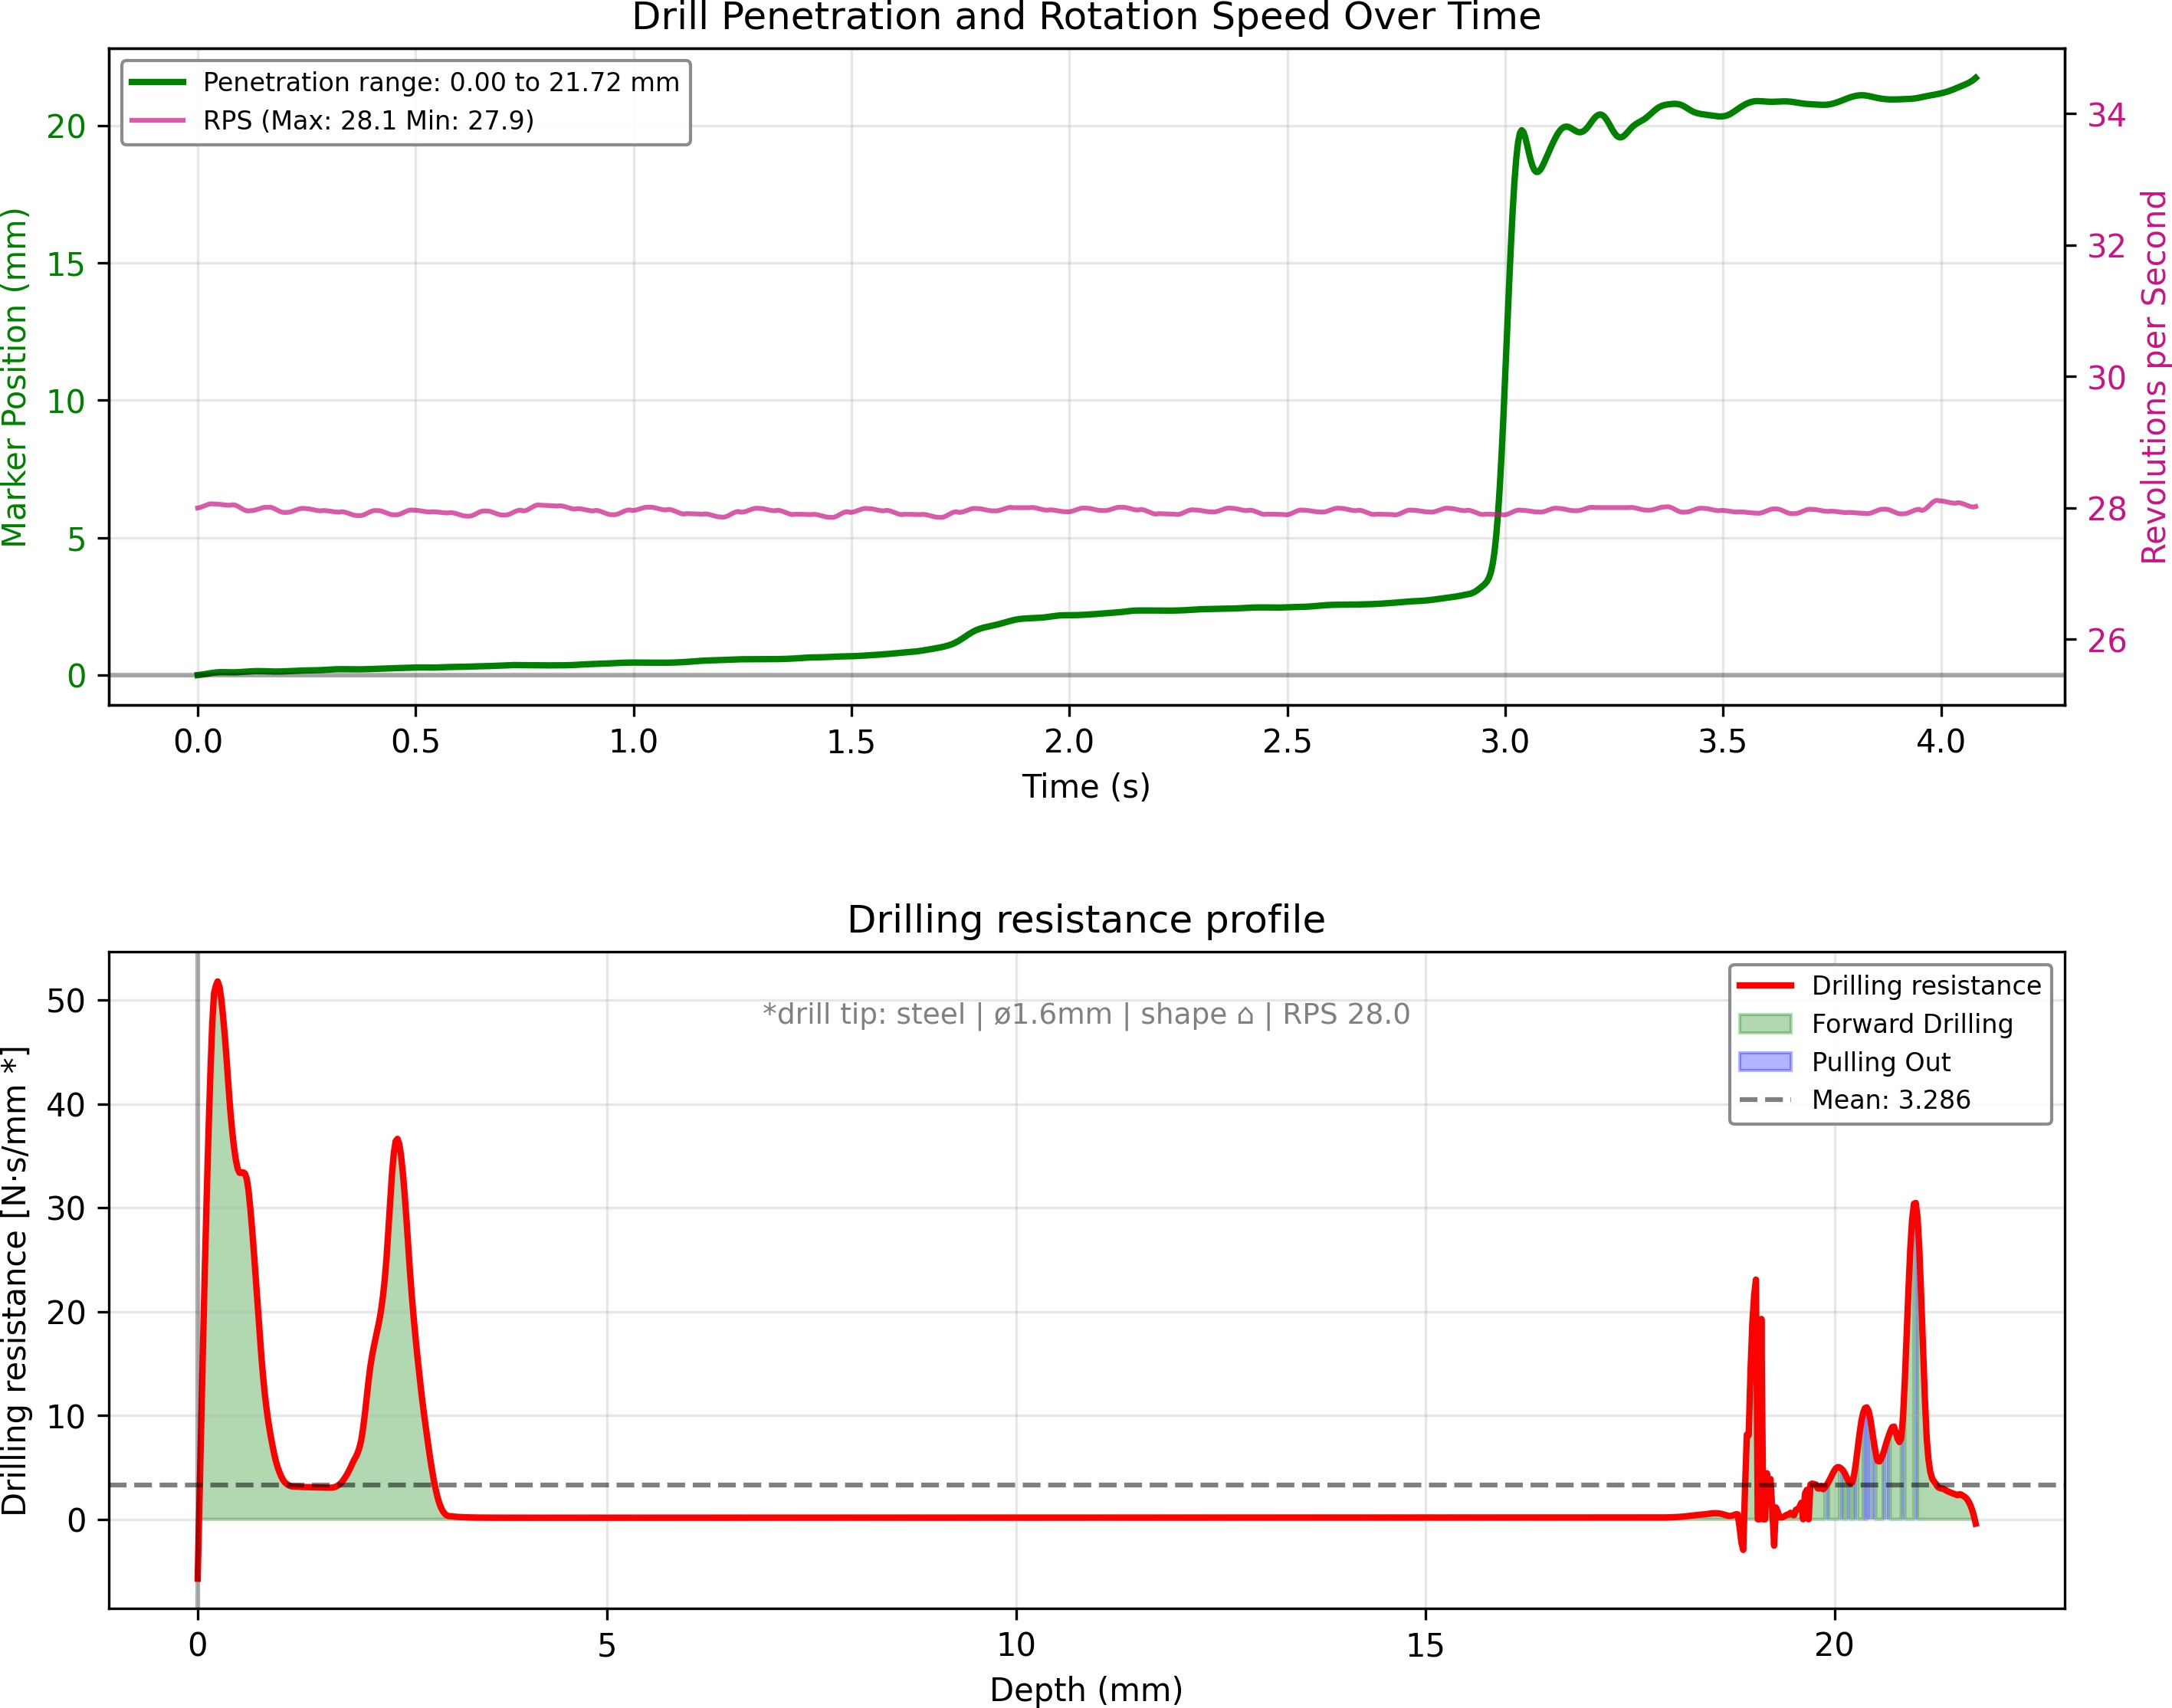 Drill Penetration and Rotation Speed Over Time
Penetration range: 0.00 to 21.72 mm
RPS (Max: 28.1 Min: 27.9)
Marker Position (mm)
20
15
10
5
0
34
32
30
28
26
Revolutions per Second
0.0 0.5 1.0 1.5 2.0 2.5 3.0 3.5 4.0
Time (s)
Drilling resistance profile
*drill tip: steel | ø1.6mm | shape ⌂ | RPS 28.0
Drilling resistance
Forward Drilling
Pulling Out
Mean: 3.286
Drilling resistance [N·s/mm *]
50
40
30
20
10
0
0 5 10 15 20
Depth (mm)